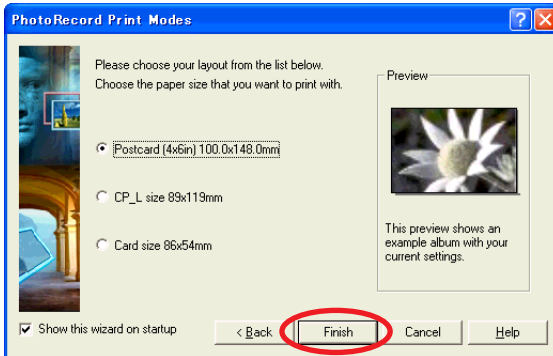 PhotoRecord Print Modes
Please choose your layout from the list below.
Choose the paper size that you want to print with.
Postcard (4x6in) 100.0x148.0mm
CP_L size 89x119mm
Card size 86x54mm
Preview
This preview shows an
example album with your
current settings.
Show this wizard on startup
< Back
Finish
Cancel
Help